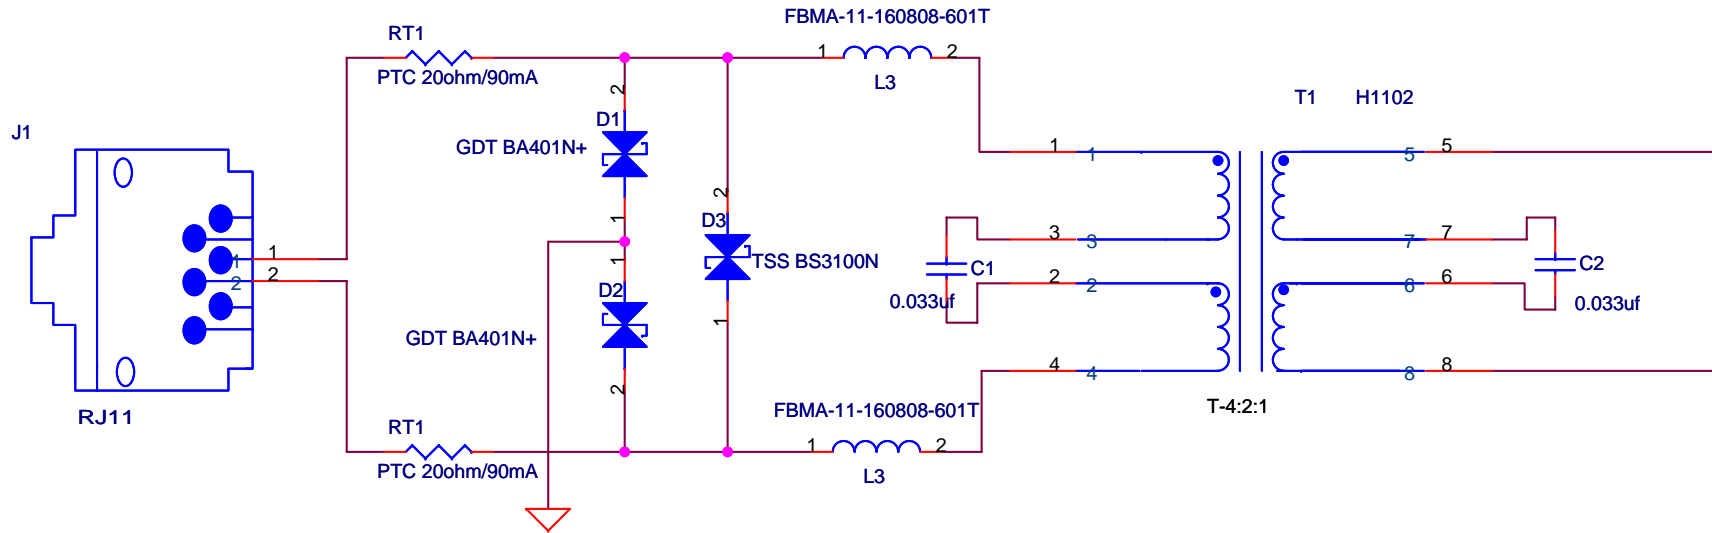 FBMA-11-160808-601T
RT1
1
2
PTC 20ohm/90mA
L3
2
T1 H1102
D1
J1
GDT BA401N+
1 1
5 5
2
1
D3
3 3
7 7
1 1
1
TSS BS3100N
C1
C2
2 2
D2
2 2
6 6
0.033uf
0.033uf
1
GDT BA401N+
4 4
8 8
2
FBMA-11-160808-601T
T-4:2:1
RJ11
RT1
1
2
PTC 20ohm/90mA
L3